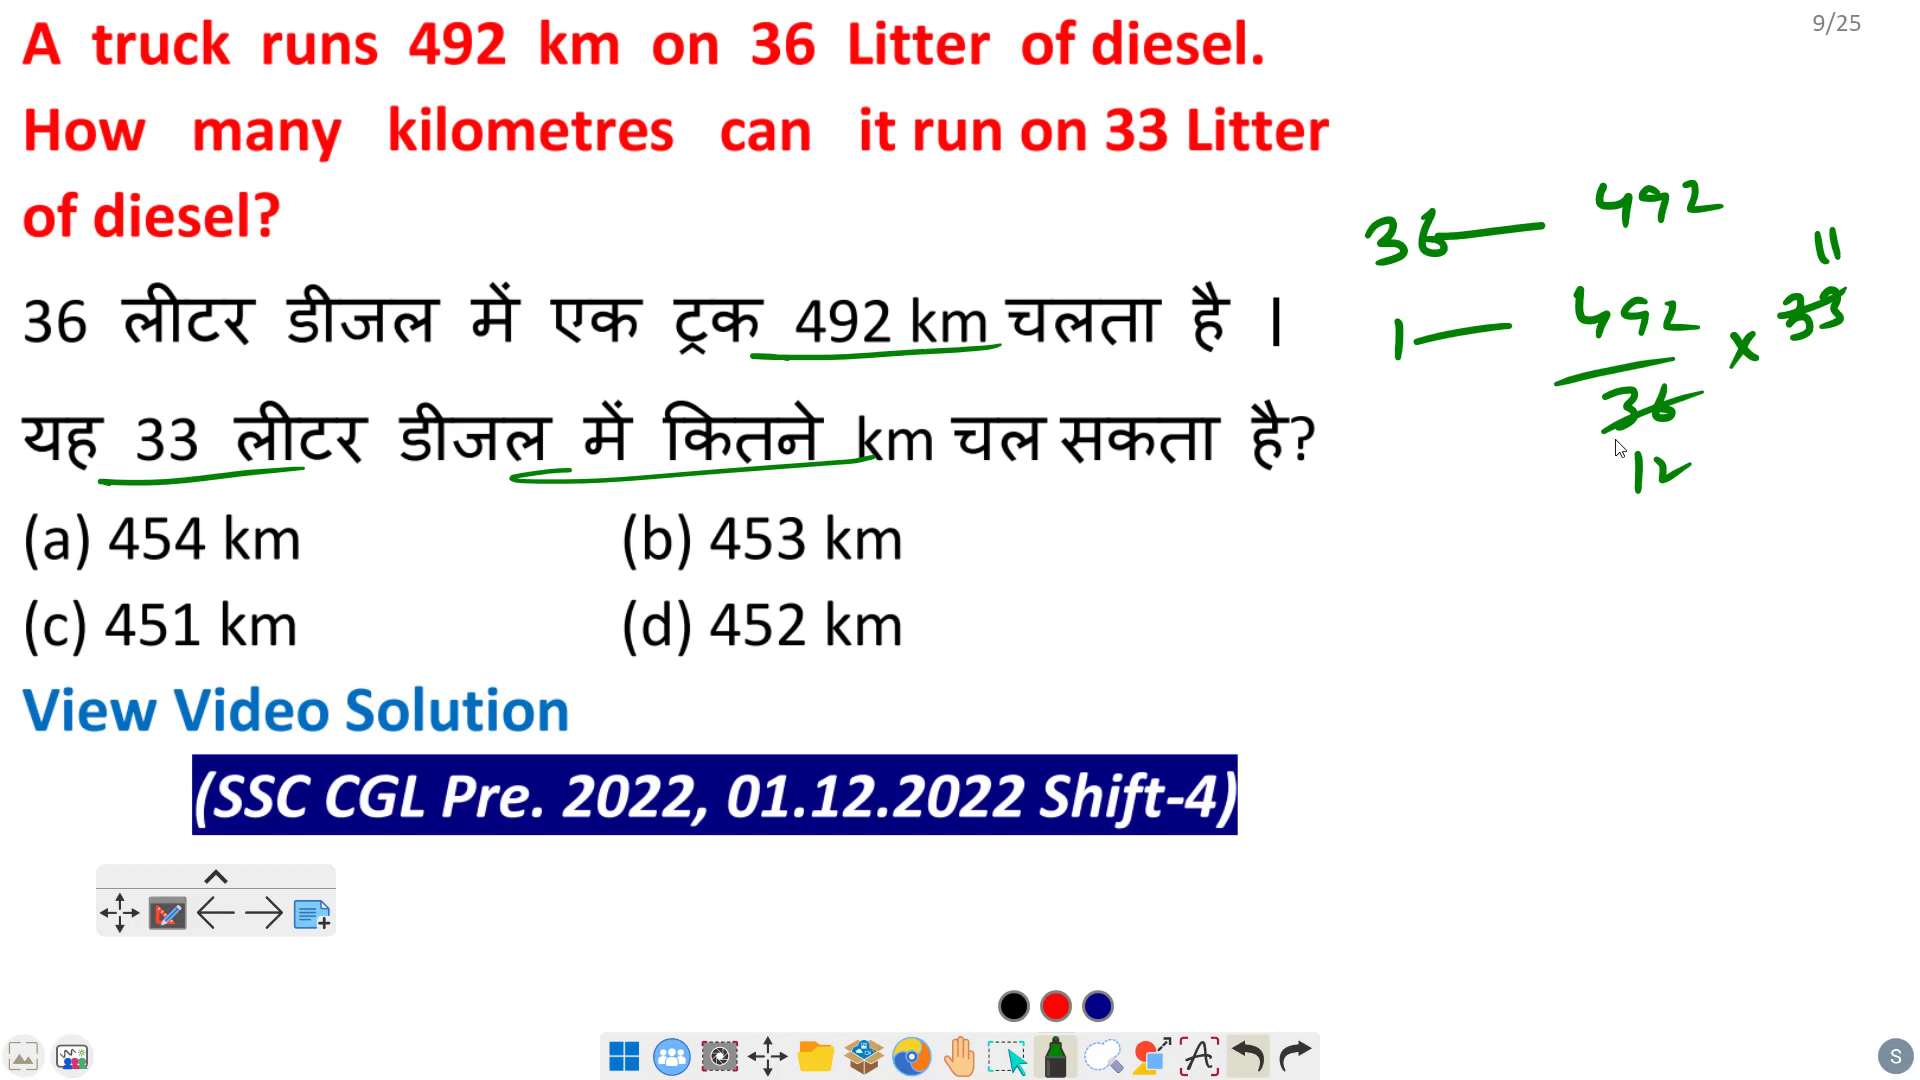 9/25
A truck runs 492 km on 36 Litter of diesel.
How many kilometres can it run on 33 Litter
of diesel?
36 लीटर डीजल में एक ट्रक 492 km चलता है ।
यह 33 लीटर डीजल में कितने km चल सकता है?
(a) 454 km (b) 453 km
(c) 451 km (d) 452 km
View Video Solution
(SSC CGL Pre. 2022, 01.12.2022 Shift-4)
36 — 492
11
1 — 492 x 33
36
12
S